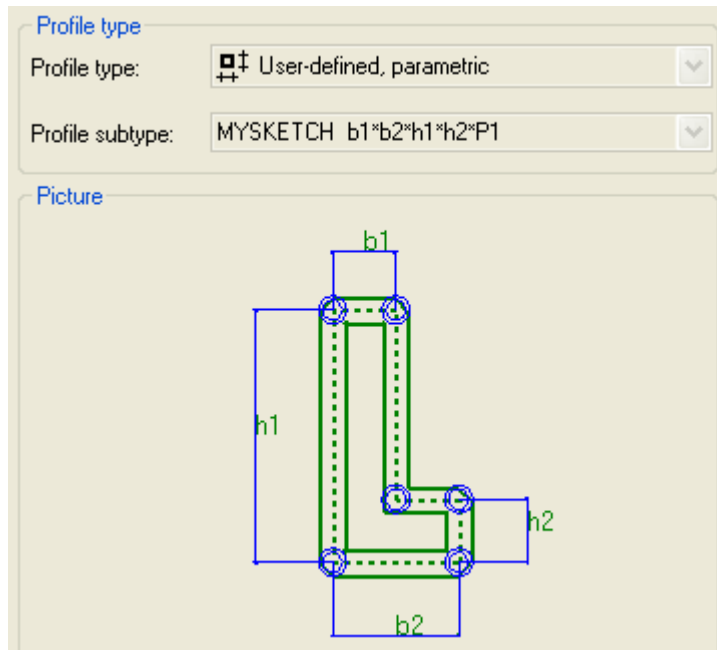 Profile type
Profile type: User-defined, parametric
Profile subtype: MYSKETCH b1*b2*h1*h2*P1
Picture
b1
h1
h2
b2